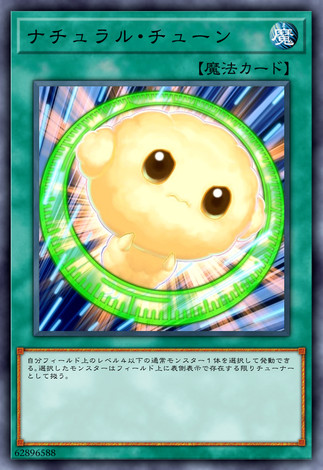 ナチュラル・チューン
魔
【魔法カード】
自分フィールド上のレベル4以下の通常モンスター1体を選択して発動でき
る。選択したモンスターはフィールド上に表側表示で存在する限りチューナー
として扱う。
62896588